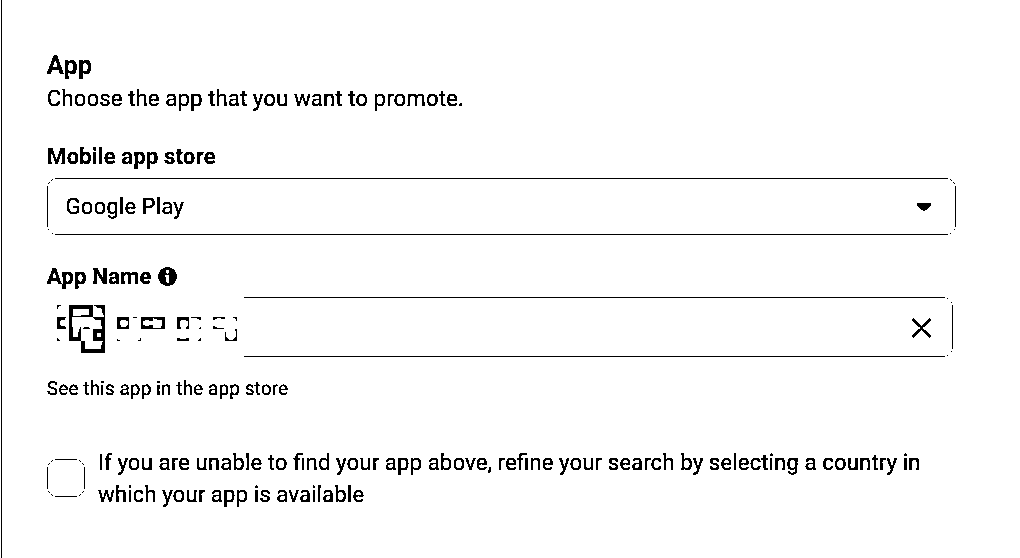 App
Choose the app that you want to promote.
Mobile app store
Google Play
App Name
See this app in the app store
If you are unable to find your app above, refine your search by selecting a country in
which your app is available